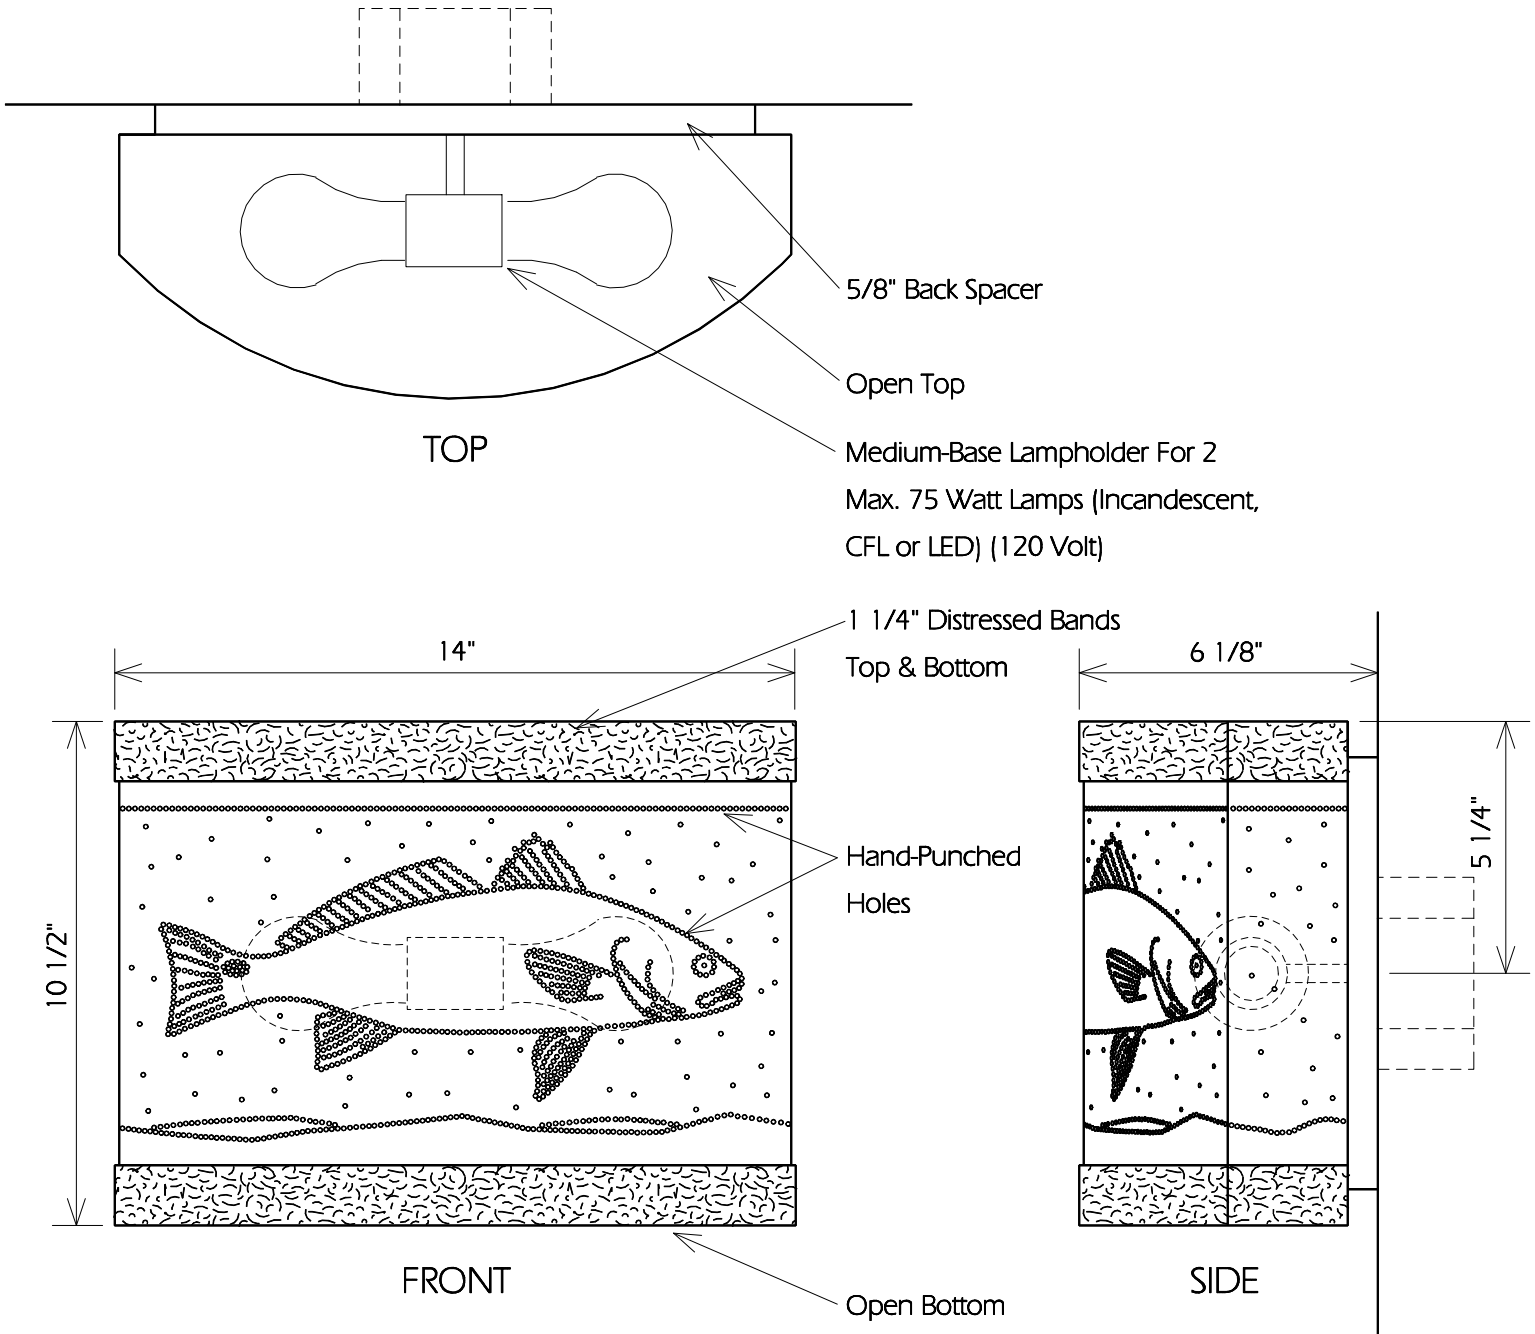 5/8" Back Spacer
Open Top
TOP
Medium-Base Lampholder For 2
Max. 75 Watt Lamps (Incandescent,
CFL or LED) (120 Volt)
1 1/4" Distressed Bands
Top & Bottom
14"
6 1/8"
5 1/4"
Hand-Punched
Holes
10 1/2"
FRONT
SIDE
Open Bottom